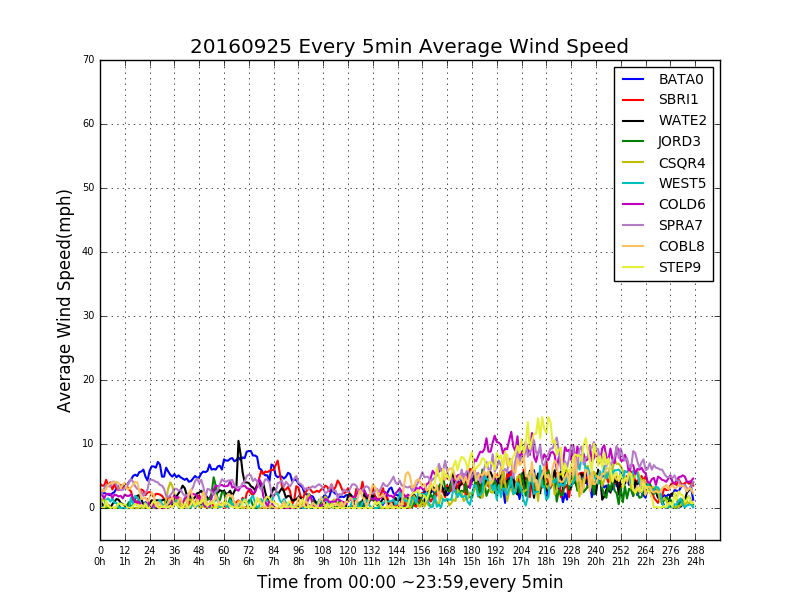 20160925 Every 5min Average Wind Speed
70
60
50
40
30
20
10
0
Average Wind Speed(mph)
BATA0
SBRI1
WATE2
JORD3
CSQR4
WEST5
COLD6
SPRA7
COBL8
STEP9
0 12 24 36 48 60 72 84 96 108 120 132 144 156 168 180 192 204 216 228 240 252 264 276 288
0h 1h 2h 3h 4h 5h 6h 7h 8h 9h 10h 11h 12h 13h 14h 15h 16h 17h 18h 19h 20h 21h 22h 23h 24h
Time from 00:00 ~23:59,every 5min